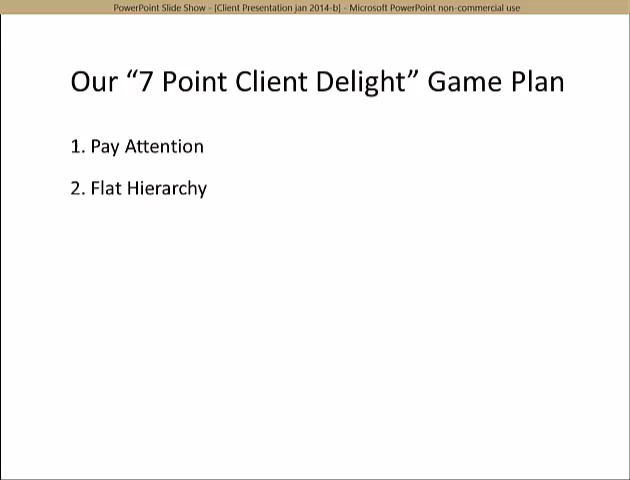 PowerPoint Slide Show - [Client Presentation jan 2014-b] - Microsoft PowerPoint non-commercial use
Our “7 Point Client Delight” Game Plan
1. Pay Attention
2. Flat Hierarchy